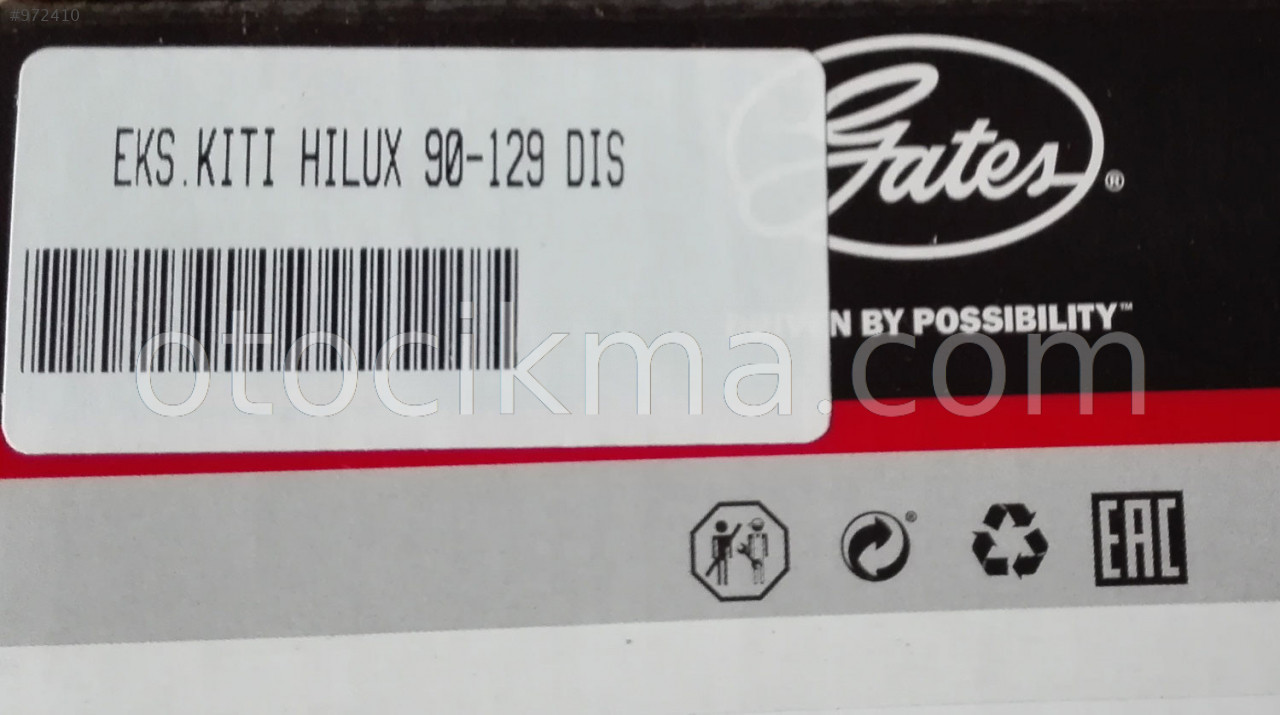 #972410
EKS.KITI HILUX 90-129 DIS
Gates®
N BY POSSIBILITY™
otocikma.com
EAC